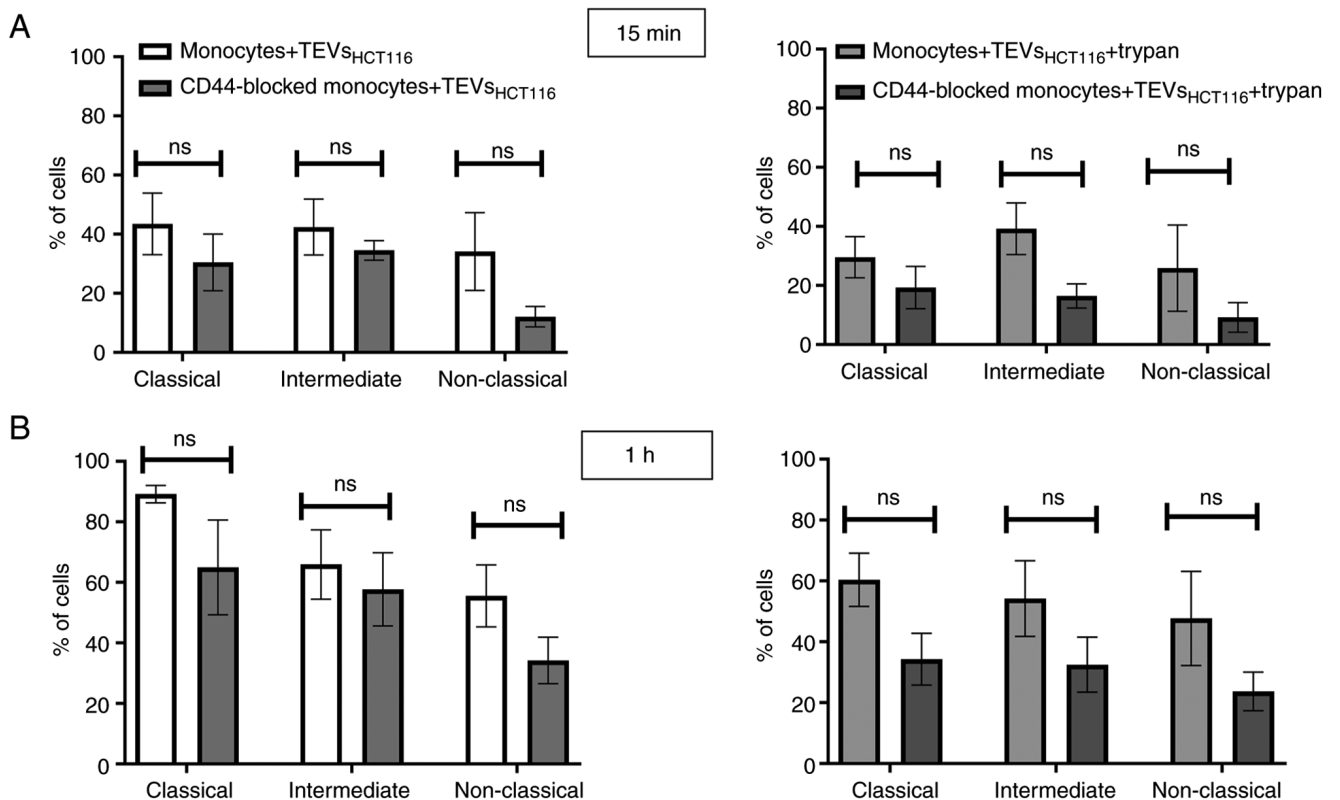 A
15 min
Monocytes+TEVsHCT116
CD44-blocked monocytes+TEVsHCT116
100
80
60
40
20
0
% of cells
ns
ns
ns
Classical
Intermediate
Non-classical
Monocytes+TEVsHCT116+trypan
CD44-blocked monocytes+TEVsHCT116+trypan
100
80
60
40
20
0
% of cells
ns
ns
ns
Classical
Intermediate
Non-classical
B
1 h
100
80
60
40
20
0
% of cells
ns
ns
ns
Classical
Intermediate
Non-classical
100
80
60
40
20
0
% of cells
ns
ns
ns
Classical
Intermediate
Non-classical